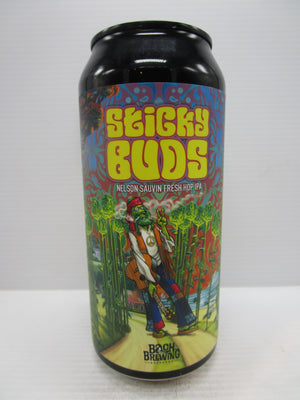 STICKY
BUDS
NELSON SAUVIN FRESH HOP IPA
BACH
BREWING